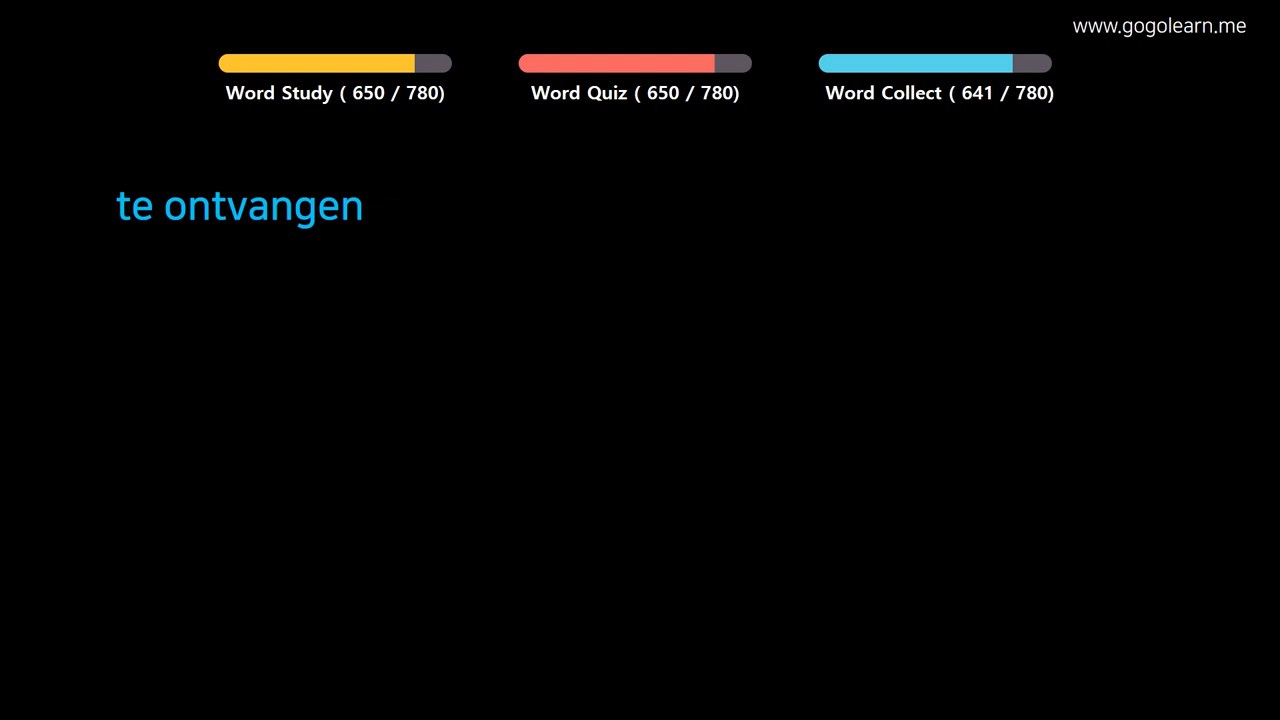 www.gogolearn.me
Word Study ( 650 / 780)
Word Quiz ( 650 / 780)
Word Collect ( 641 / 780)
te ontvangen